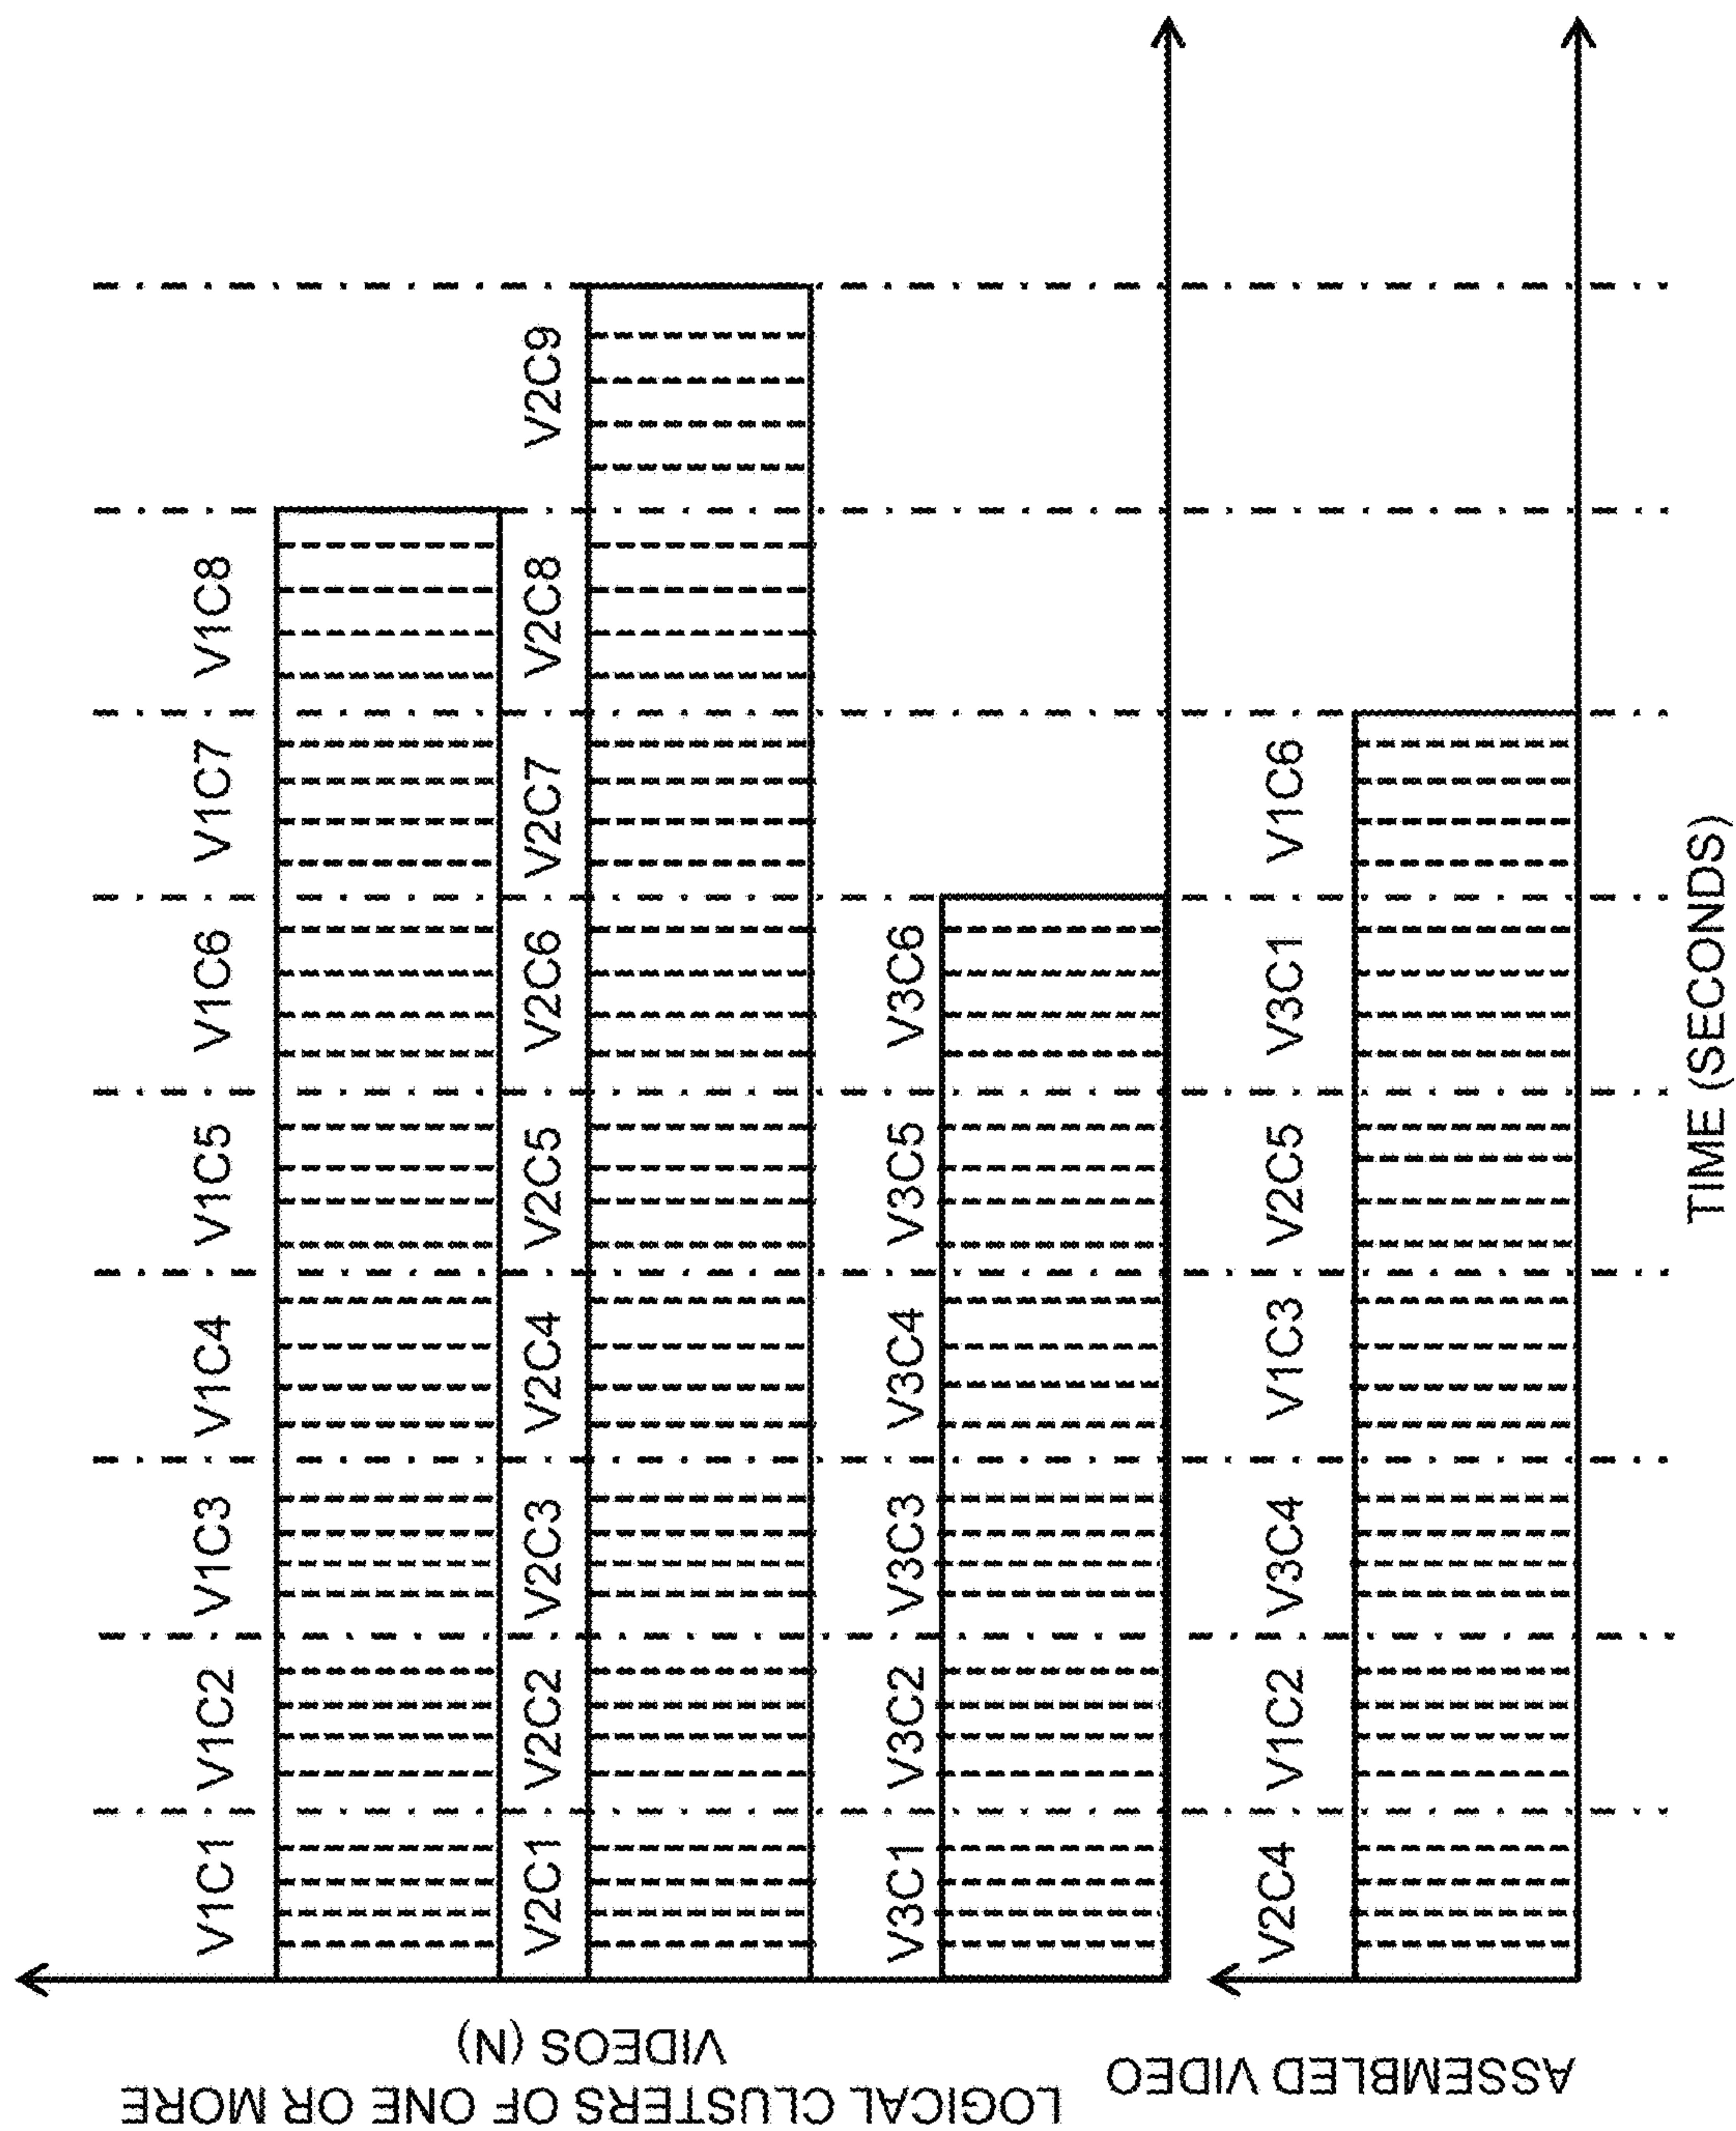 LOGICAL CLUSTERS OF ONE OR MORE
VIDEOS (N)
V1C1 V1C2 V1C3 V1C4 V1C5 V1C6 V1C7 V1C8
V2C1 V2C2 V2C3 V2C4 V2C5 V2C6 V2C7 V2C8 V2C9
V3C1 V3C2 V3C3 V3C4 V3C5 V3C6
ASSEMBLED VIDEO
V2C4 V1C2 V3C4 V1C3 V2C5 V3C1 V1C6
TIME (SECONDS)